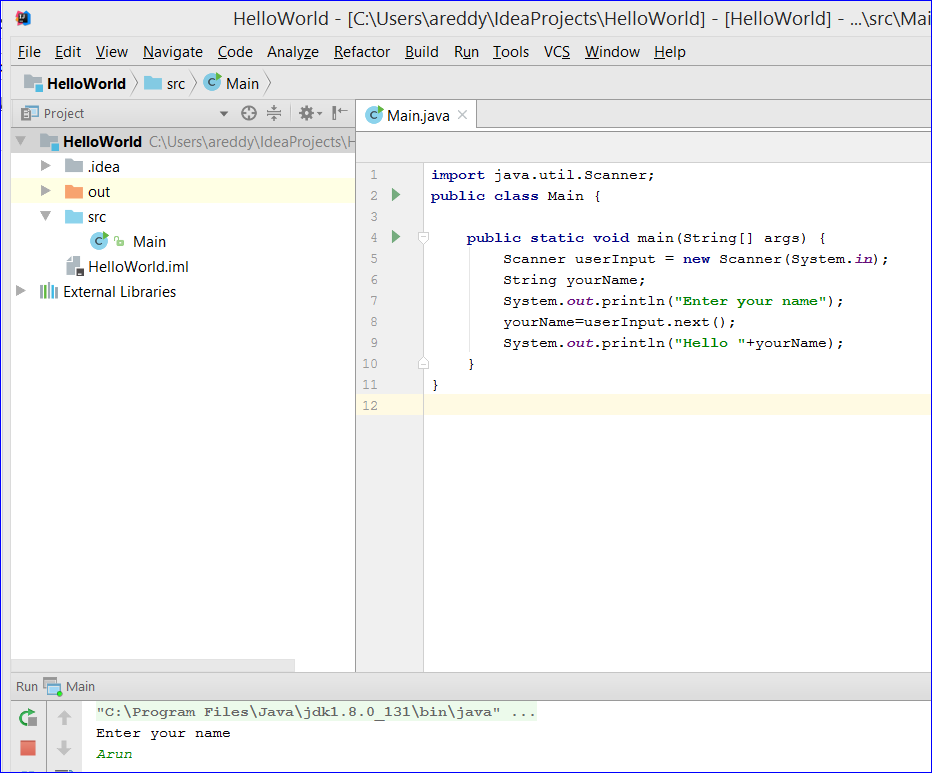 HelloWorld - [C:\Users\areddy\IdeaProjects\HelloWorld] - [HelloWorld] - ...\src\Mai
File Edit View Navigate Code Analyze Refactor Build Run Tools VCS Window Help
HelloWorld src Main
Project
Main.java
HelloWorld C:\Users\areddy\IdeaProjects\H
.idea
out
src
Main
HelloWorld.iml
External Libraries
1 import java.util.Scanner;
2 public class Main {
3
4 public static void main(String[] args) {
5 Scanner userInput = new Scanner(System.in);
6 String yourName;
7 System.out.println("Enter your name");
8 yourName=userInput.next();
9 System.out.println("Hello "+yourName);
10 }
11 }
12
Run Main
"C:\Program Files\Java\jdk1.8.0_131\bin\java" ...
Enter your name
Arun